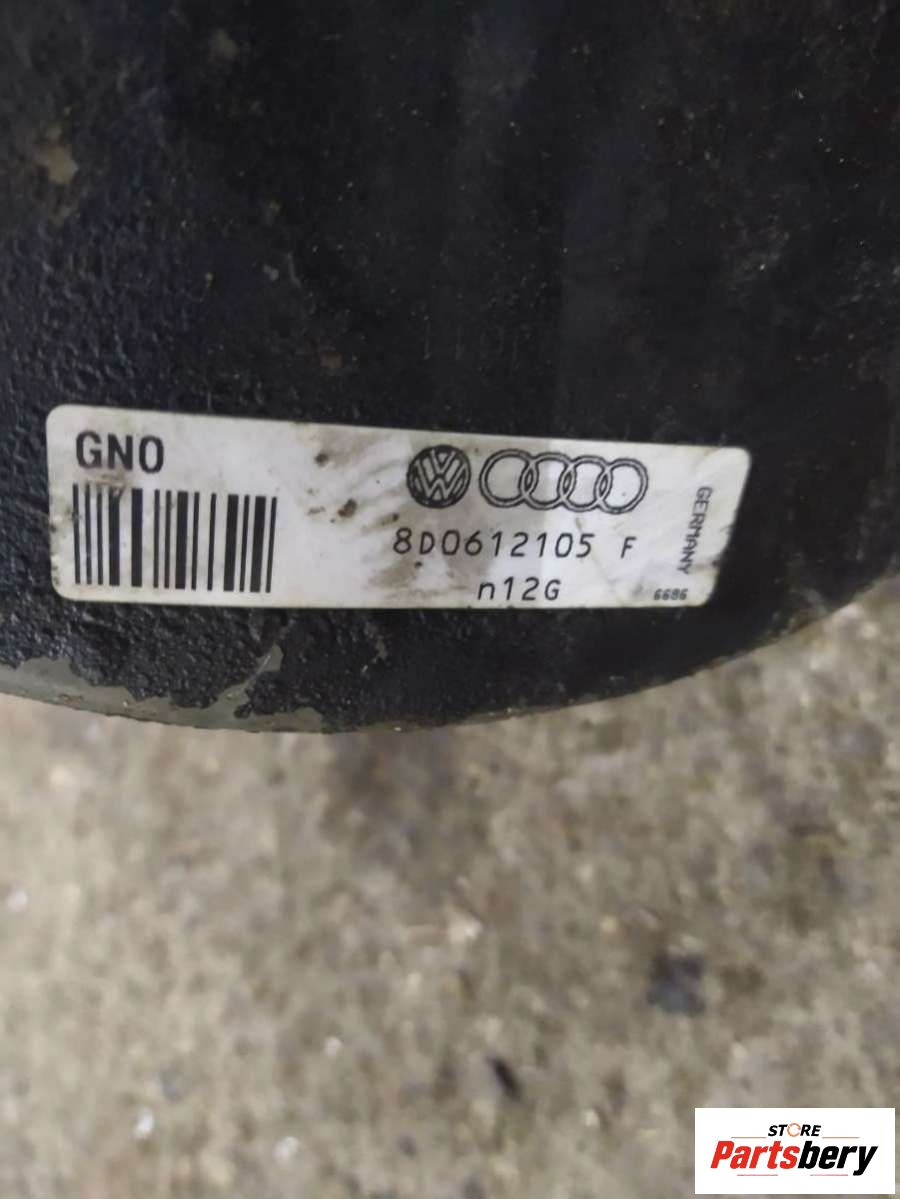 GNO
8D0612105 F
n12G
GERMANY
6686
STORE
Partsbery